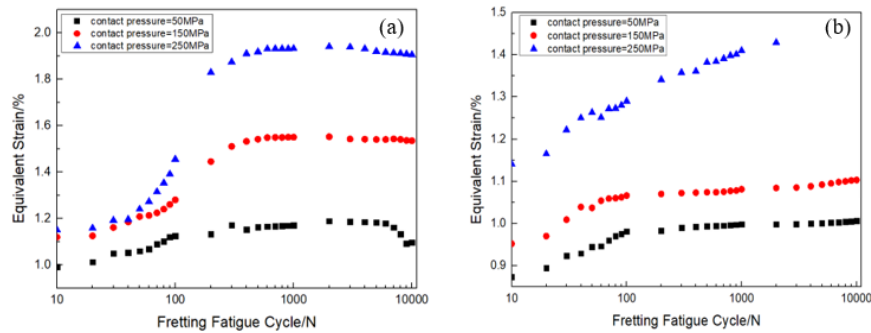 (a)
contact pressure=50MPa
contact pressure=150MPa
contact pressure=250MPa
Equivalent Strain/%
2.0
1.8
1.6
1.4
1.2
1.0
10 100 1000 10000
Fretting Fatigue Cycle/N
(b)
contact pressure=50MPa
contact pressure=150MPa
contact pressure=250MPa
Equivalent Strain/%
1.5
1.4
1.3
1.2
1.1
1.0
0.9
10 100 1000 10000
Fretting Fatigue Cycle/N